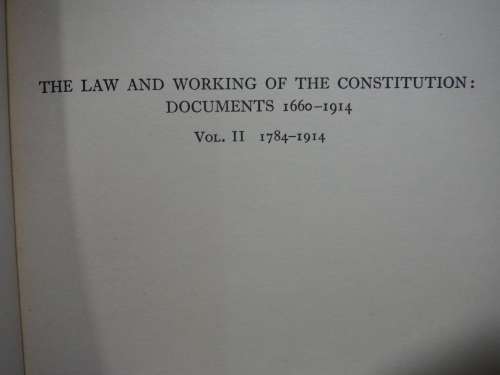 THE LAW AND WORKING OF THE CONSTITUTION:
DOCUMENTS 1660–1914
VOL. II 1784–1914